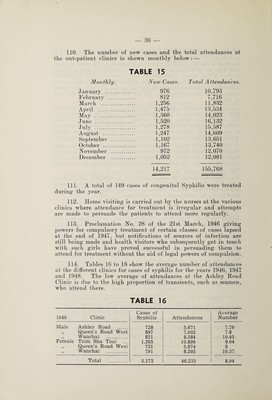 — 30 —
110. The number of new cases and the total attendances at
the out-patient clinics is shown monthly below:—
TABLE 15
Monthly. New Cases. Total Attendances.
January 976 10,793
February 812 7,716
March 1,256 11,832
April 1,475 13,534
May 1,360 14,023
June 1,520 16,132
July 1,278 15,587
August 1,247 14,609
September 1,102 13,651
October 1,167 13,740
November 972 12,070
December 1,052 12,081
14,217 155,768
111. A total of 149 cases of congenital Syphilis were treated
during the year.
112. Home visiting is carried out by the nurses at the various
clinics where attendance for treatment is irregular and attempts
are made to persuade the patients to attend more regularly.
113. Proclamation No. 28 of the 21st March, 1946 giving
powers for compulsory treatment of certain classes of cases lapsed
at the end of 1947, but notifications of sources of infection are
still being made and health visitors who subsequently get in touch
with such girls have proved successful in persuading them to
attend for treatment without the aid of legal powers of compulsion.
114. Tables 16 to 18 show the average number of attendances
at the different clinics for cases of syphilis for the years 1946, 1947
and 1948. The low average of attendances at the Ashley Road
Clinic is due to the high proportion of transients, such as seamen,
who attend there.
TABLE 16
1946 Clinic Cases of Syphilis Attendances Average Number
Male Ashley Road 728 5,671 7.79
„ Queen's Road West 897 7,022 7.8
„ Wanchai 821 8,584 10.45
Female Tsim Sha Tsui 1,205 10,889 9.04
„ Queen's Road West 731 5,874 8
„ Wanchai 791 8,203 10.37
Total 5,173 46,233 8.94